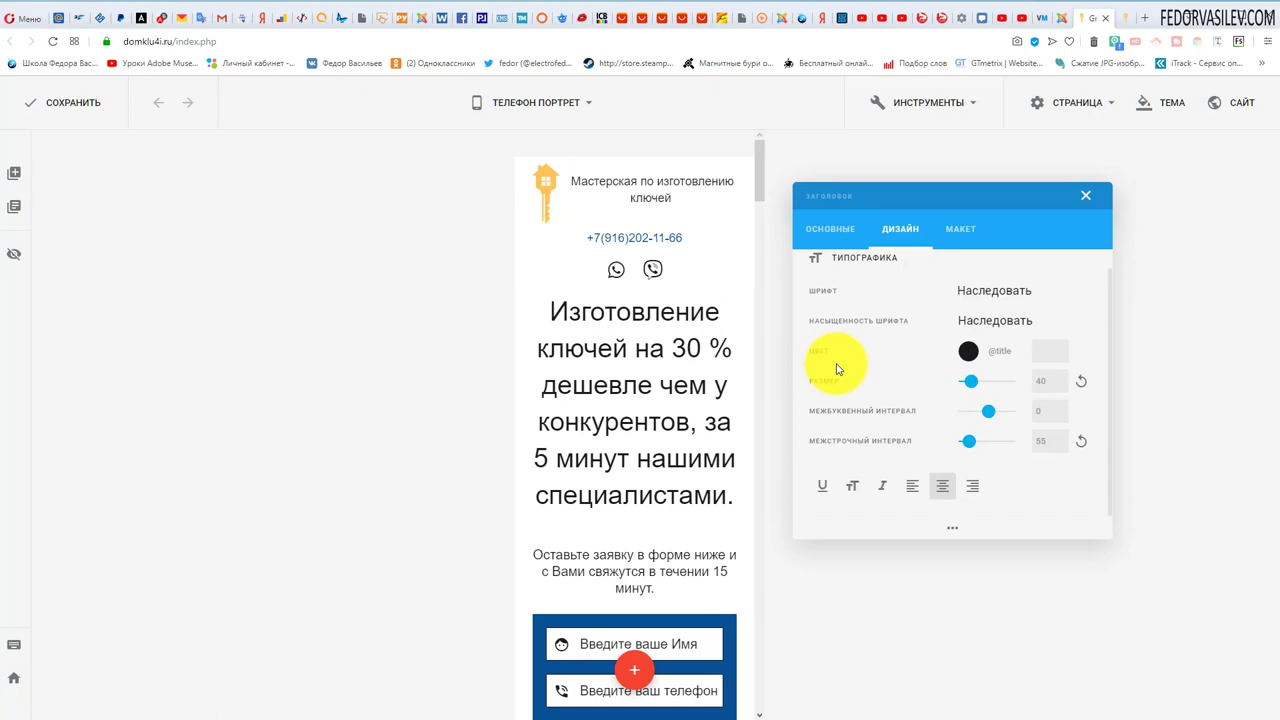 Меню
FEDORVASILEV.COM
domklu4i.ru/index.php
Школа Федора Вас...
Уроки Adobe Muse...
Личный кабинет -...
Федор Васильев
(2) Одноклассники
fedor (@electrofed...
http://store.steamp...
Магнитные бури о...
Бесплатный онлай...
Подбор слов
GTmetrix | Website...
Сжатие JPG-изобр...
iTrack - Сервис оп...
СОХРАНИТЬ
ТЕЛЕФОН ПОРТРЕТ
ИНСТРУМЕНТЫ
СТРАНИЦА
ТЕМА
САЙТ
Мастерская по изготовлению
ключей
+7(916)202-11-66
Изготовление
ключей на 30 %
дешевле чем у
конкурентов, за
5 минут нашими
специалистами.
Оставьте заявку в форме ниже и
с Вами свяжутся в течении 15
минут.
Введите ваше Имя
+
Введите ваш телефон
ЗАГОЛОВОК
ОСНОВНЫЕ
ДИЗАЙН
МАКЕТ
ТИПОГРАФИКА
ШРИФТ
Наследовать
НАСЫЩЕННОСТЬ ШРИФТА
Наследовать
ЦВЕТ
@title
РАЗМЕР
40
МЕЖБУКВЕННЫЙ ИНТЕРВАЛ
0
МЕЖСТРОЧНЫЙ ИНТЕРВАЛ
55